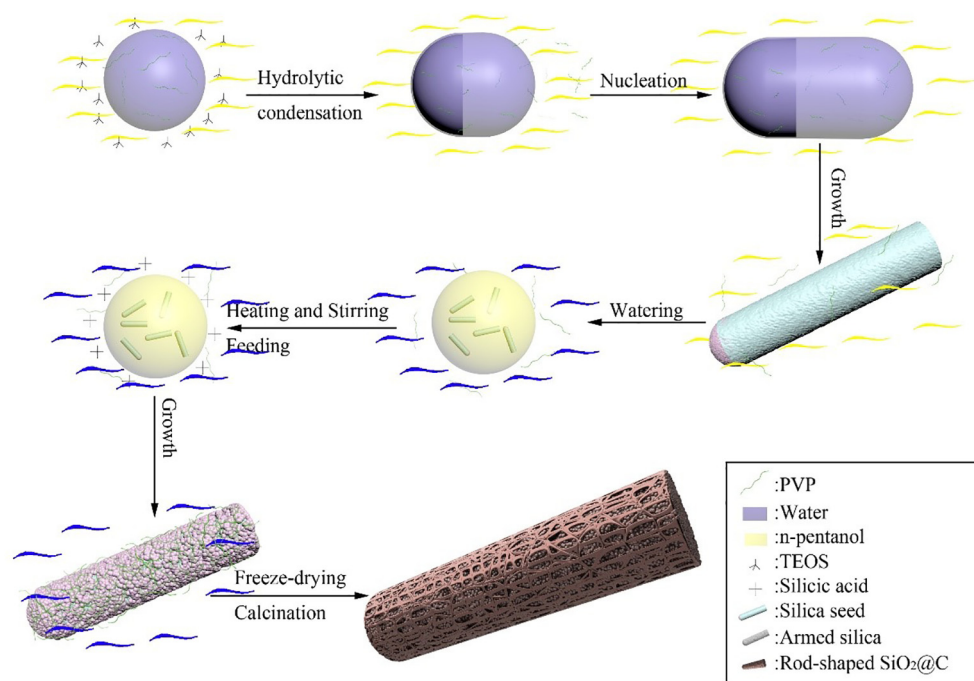 Hydrolytic
condensation
Nucleation
Growth
Watering
Heating and Stirring
Feeding
Growth
Freeze-drying
Calcination
:PVP
:Water
:n-pentanol
:TEOS
:Silicic acid
:Silica seed
:Armed silica
:Rod-shaped SiO₂@C